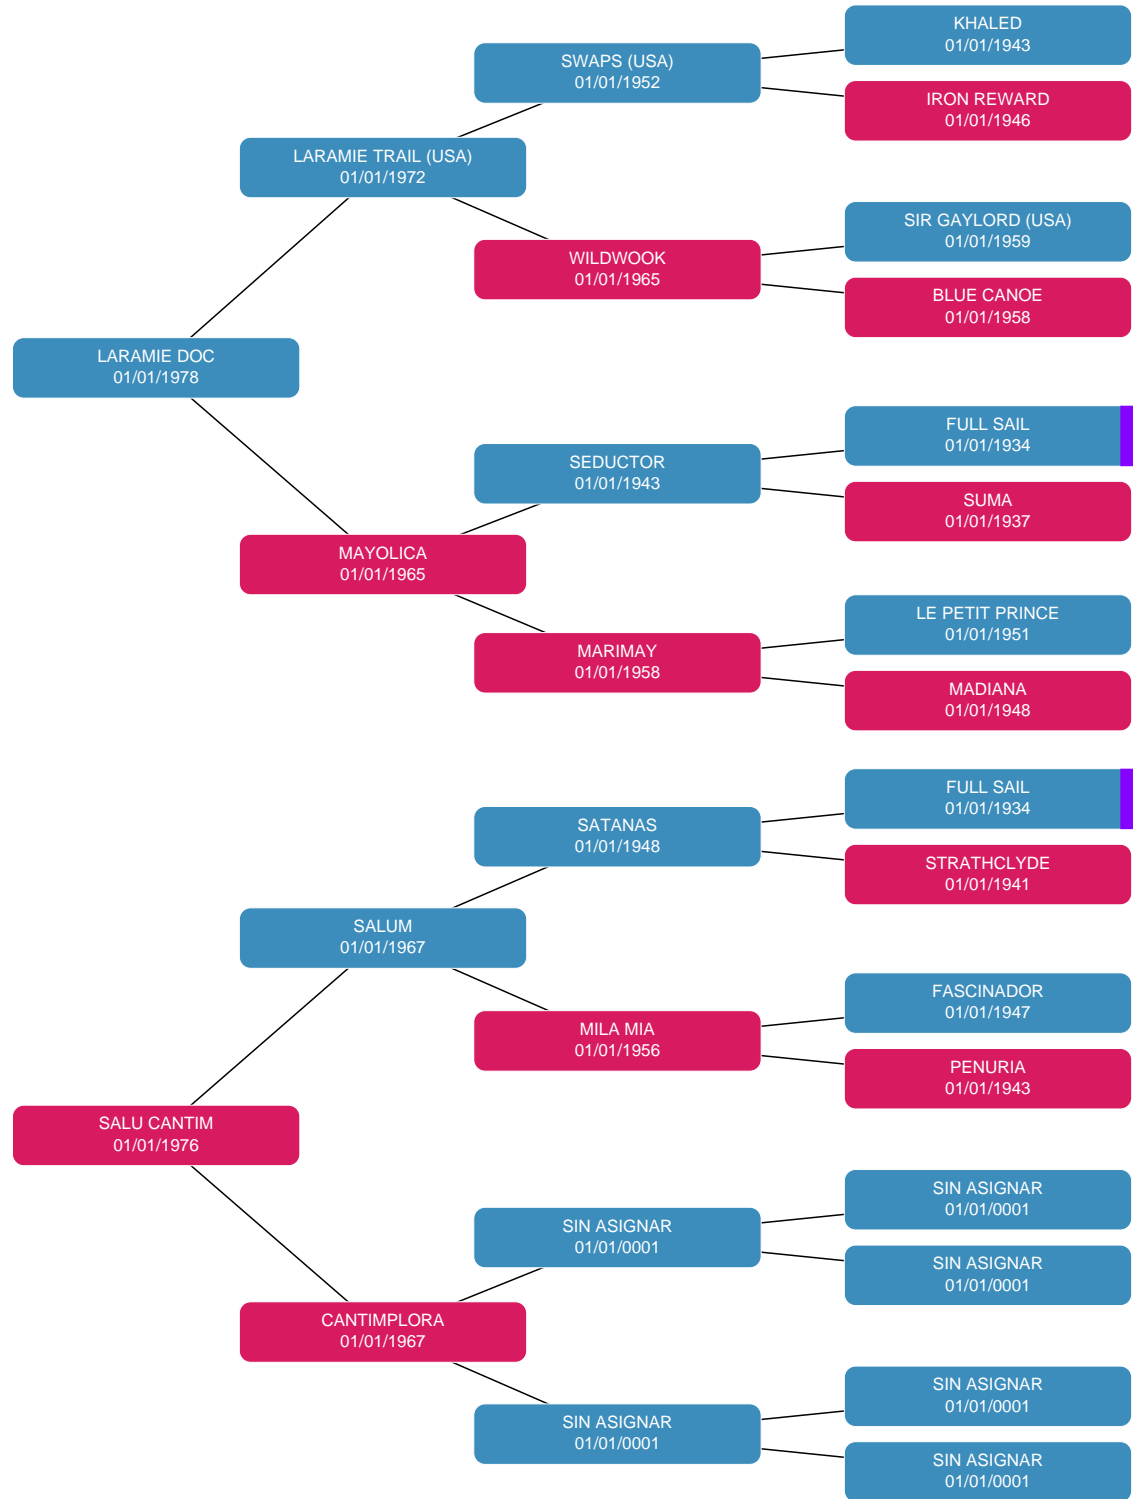 KHALED
01/01/1943
SWAPS (USA)
01/01/1952
IRON REWARD
01/01/1946
LARAMIE TRAIL (USA)
01/01/1972
SIR GAYLORD (USA)
01/01/1959
WILDWOOK
01/01/1965
BLUE CANOE
01/01/1958
LARAMIE DOC
01/01/1978
FULL SAIL
01/01/1934
SEDUCTOR
01/01/1943
SUMA
01/01/1937
MAYOLICA
01/01/1965
LE PETIT PRINCE
01/01/1951
MARIMAY
01/01/1958
MADIANA
01/01/1948
FULL SAIL
01/01/1934
SATANAS
01/01/1948
STRATHCLYDE
01/01/1941
SALUM
01/01/1967
FASCINADOR
01/01/1947
MILA MIA
01/01/1956
PENURIA
01/01/1943
SALU CANTIM
01/01/1976
SIN ASIGNAR
01/01/0001
SIN ASIGNAR
01/01/0001
SIN ASIGNAR
01/01/0001
CANTIMPLORA
01/01/1967
SIN ASIGNAR
01/01/0001
SIN ASIGNAR
01/01/0001
SIN ASIGNAR
01/01/0001